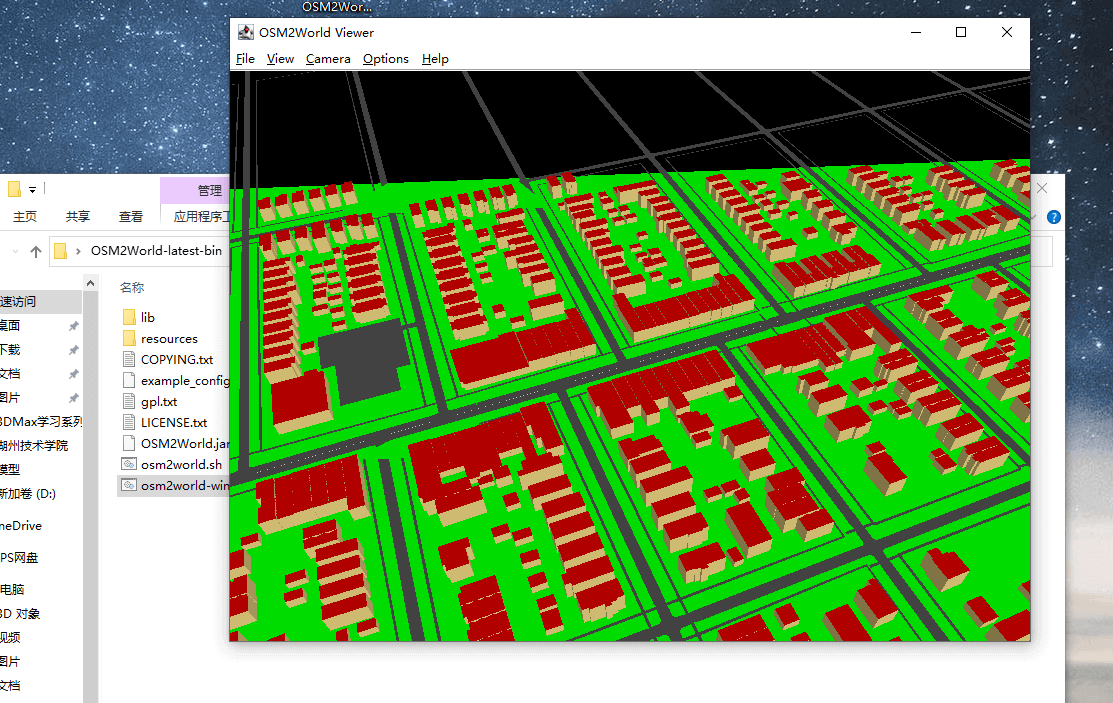 OSM2Wor...
OSM2World Viewer
File View Camera Options Help
管理
主页 共享 查看 应用程序工
OSM2World-latest-bin
名称
速访问
桌面
下载
文档
图片
3DMax学习系列
湖州技术学院
模型
新加卷 (D:)
neDrive
PS网盘
电脑
3D 对象
视频
图片
文档
lib
resources
COPYING.txt
example_config
gpl.txt
LICENSE.txt
OSM2World.jar
osm2world.sh
osm2world-win